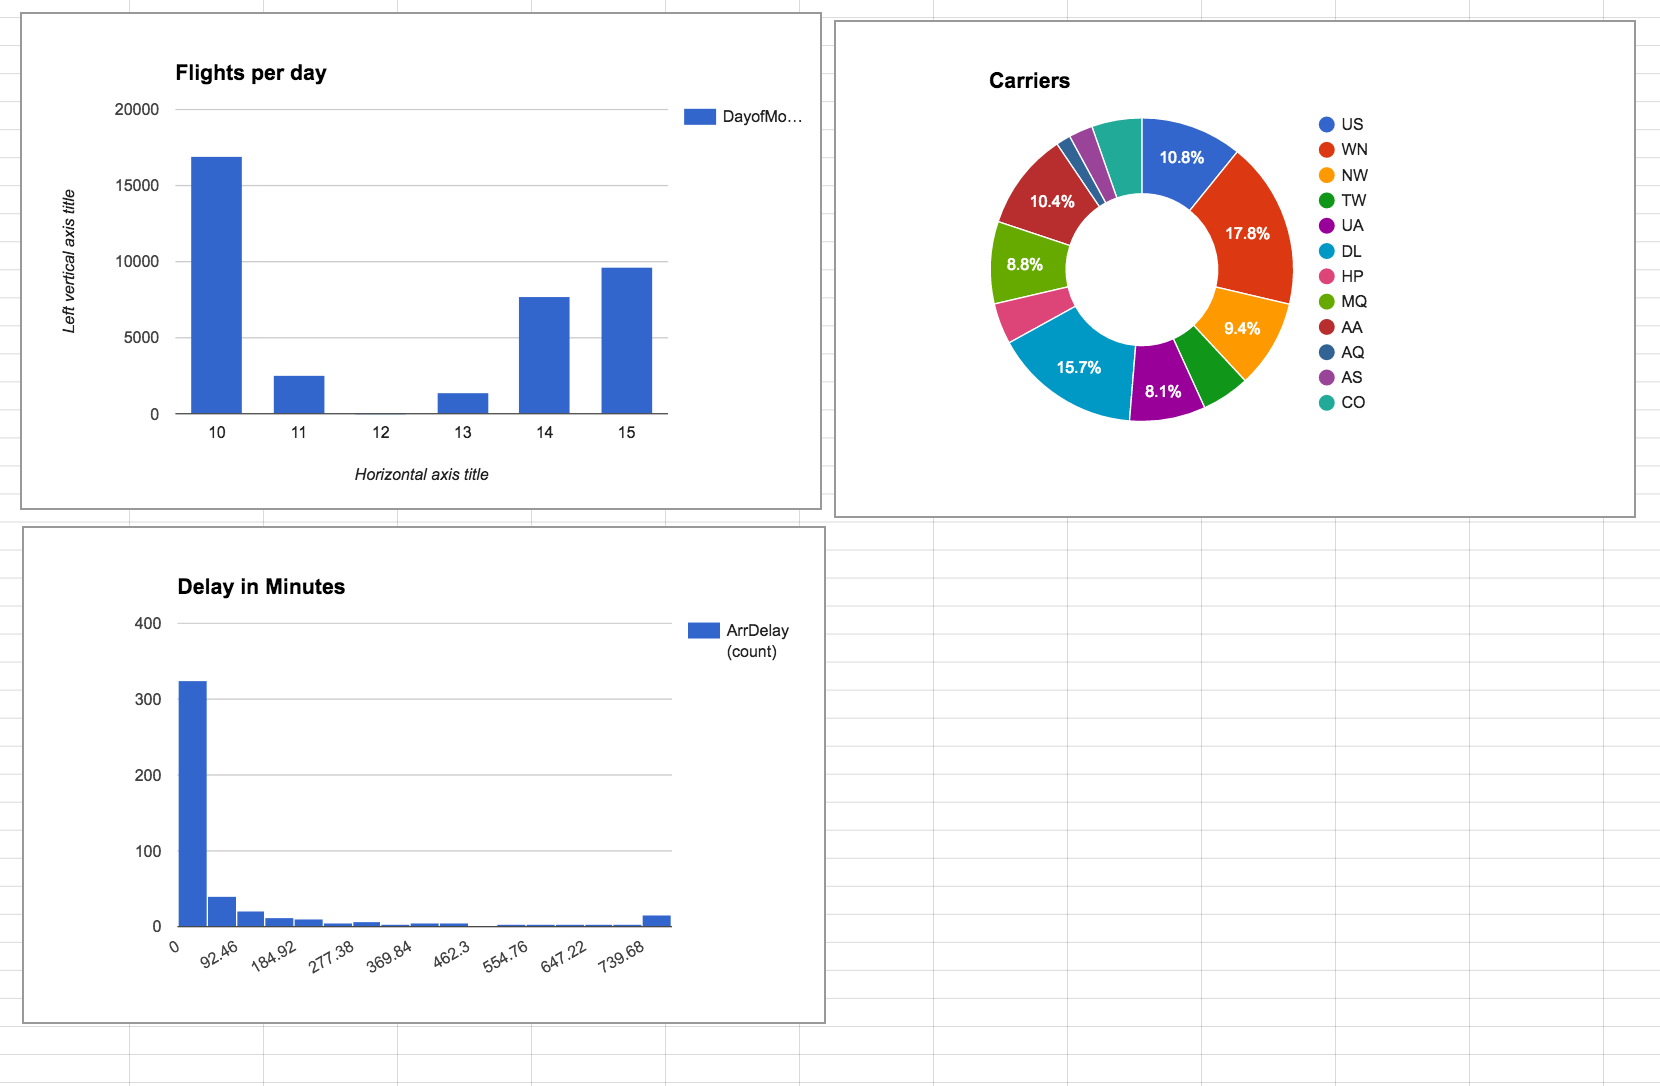 Flights per day
20000
15000
10000
5000
0
Left vertical axis title
10 11 12 13 14 15
Horizontal axis title
DayofMo...
Carriers
10.8%
17.8%
9.4%
8.1%
15.7%
8.8%
10.4%
US
WN
NW
TW
UA
DL
HP
MQ
AA
AQ
AS
CO
Delay in Minutes
400
300
200
100
0
0 92.46 184.92 277.38 369.84 462.3 554.76 647.22 739.68
ArrDelay
(count)